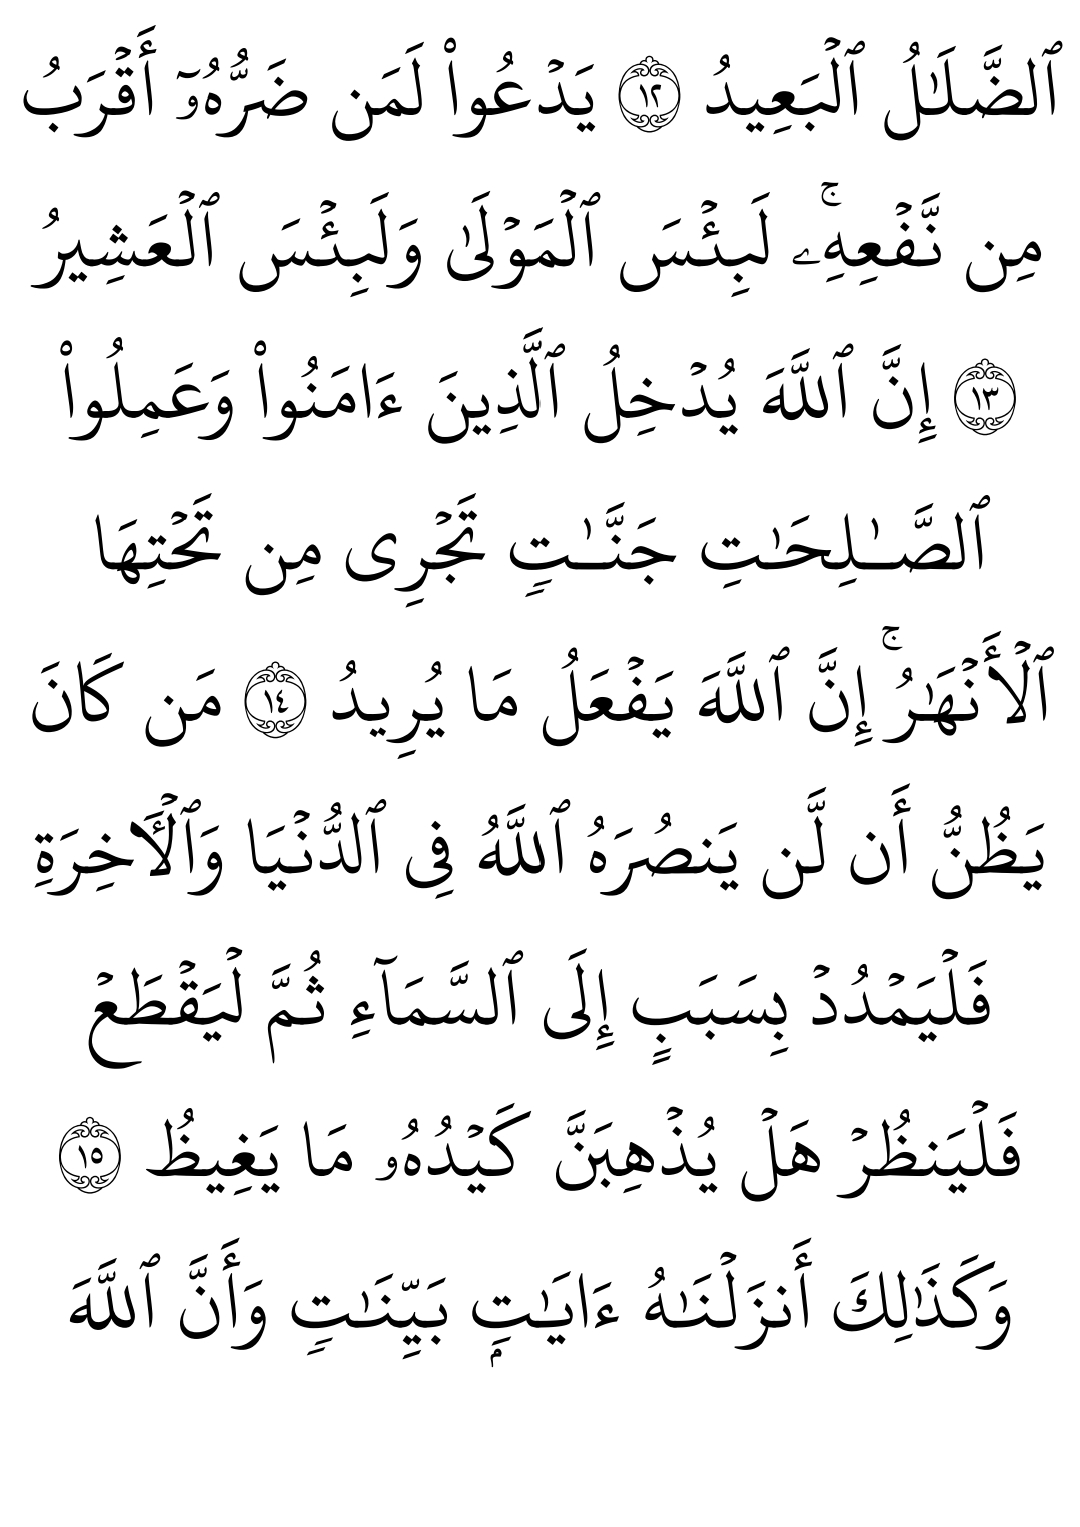 ٱلضَّلَٰلُ ٱلۡبَعِيدُ ١٢ يَدۡعُواْ لَمَن ضَرُّهُۥٓ أَقۡرَبُ
مِن نَّفۡعِهِۦۚ لَبِئۡسَ ٱلۡمَوۡلَىٰ وَلَبِئۡسَ ٱلۡعَشِيرُ
١٣ إِنَّ ٱللَّهَ يُدۡخِلُ ٱلَّذِينَ ءَامَنُواْ وَعَمِلُواْ
ٱلصَّٰلِحَٰتِ جَنَّٰتٖ تَجۡرِي مِن تَحۡتِهَا
ٱلۡأَنۡهَٰرُۚ إِنَّ ٱللَّهَ يَفۡعَلُ مَا يُرِيدُ ١٤ مَن كَانَ
يَظُنُّ أَن لَّن يَنصُرَهُ ٱللَّهُ فِي ٱلدُّنۡيَا وَٱلۡأٓخِرَةِ
فَلۡيَمۡدُدۡ بِسَبَبٍ إِلَى ٱلسَّمَآءِ ثُمَّ لۡيَقۡطَعۡ
فَلۡيَنظُرۡ هَلۡ يُذۡهِبَنَّ كَيۡدُهُۥ مَا يَغِيظُ ١٥
وَكَذَٰلِكَ أَنزَلۡنَٰهُ ءَايَٰتِۭ بَيِّنَٰتٖ وَأَنَّ ٱللَّهَ